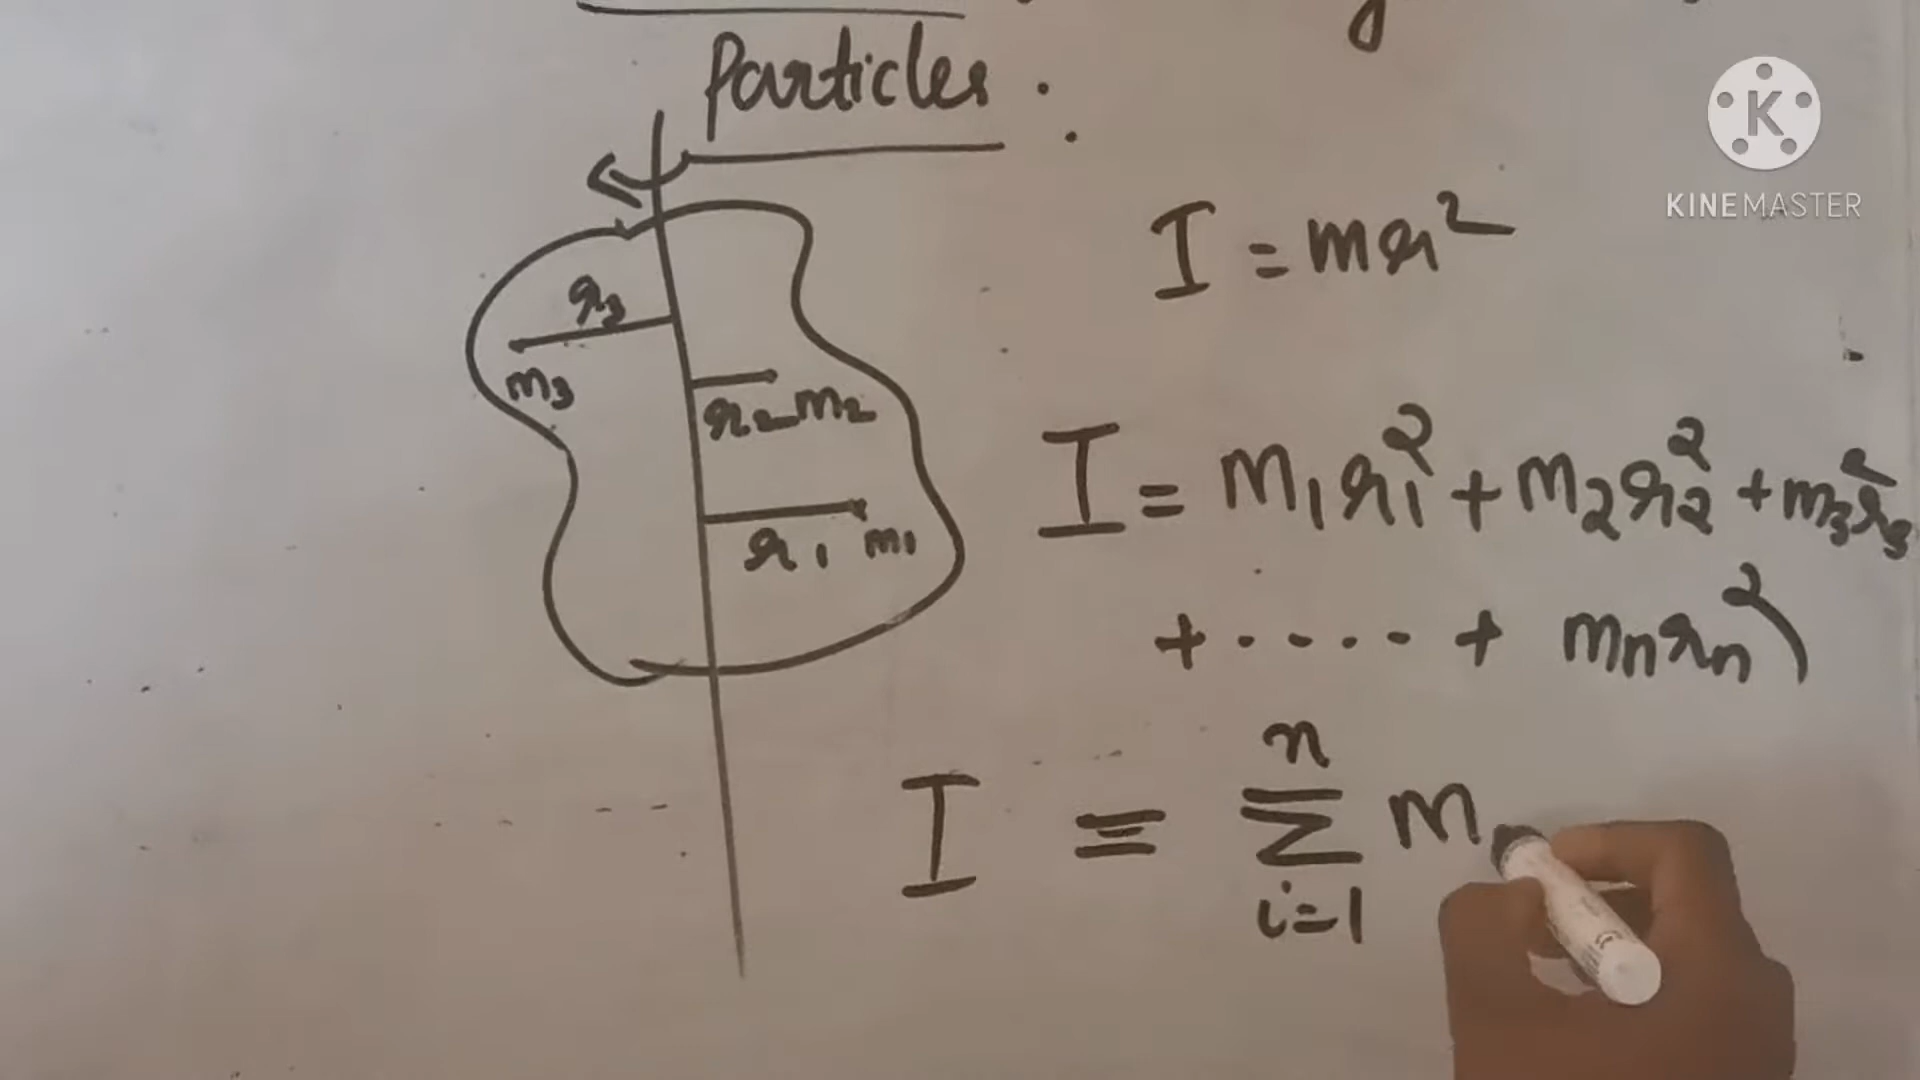 Particles :
KINEMASTER
I = mr²
r₃
m₃
r₂ m₂
r₁ m₁
I = m₁r₁² + m₂r₂² + m₃r₃²
+ . . . . + mₙrₙ²)
n
I = Σ m
i=1